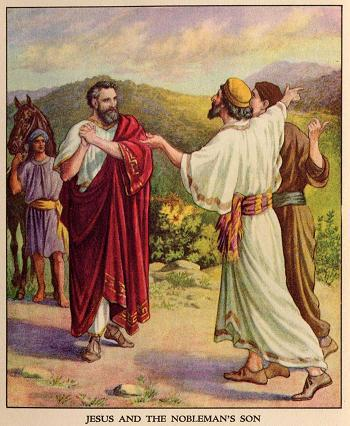 JESUS AND THE NOBLEMAN'S SON